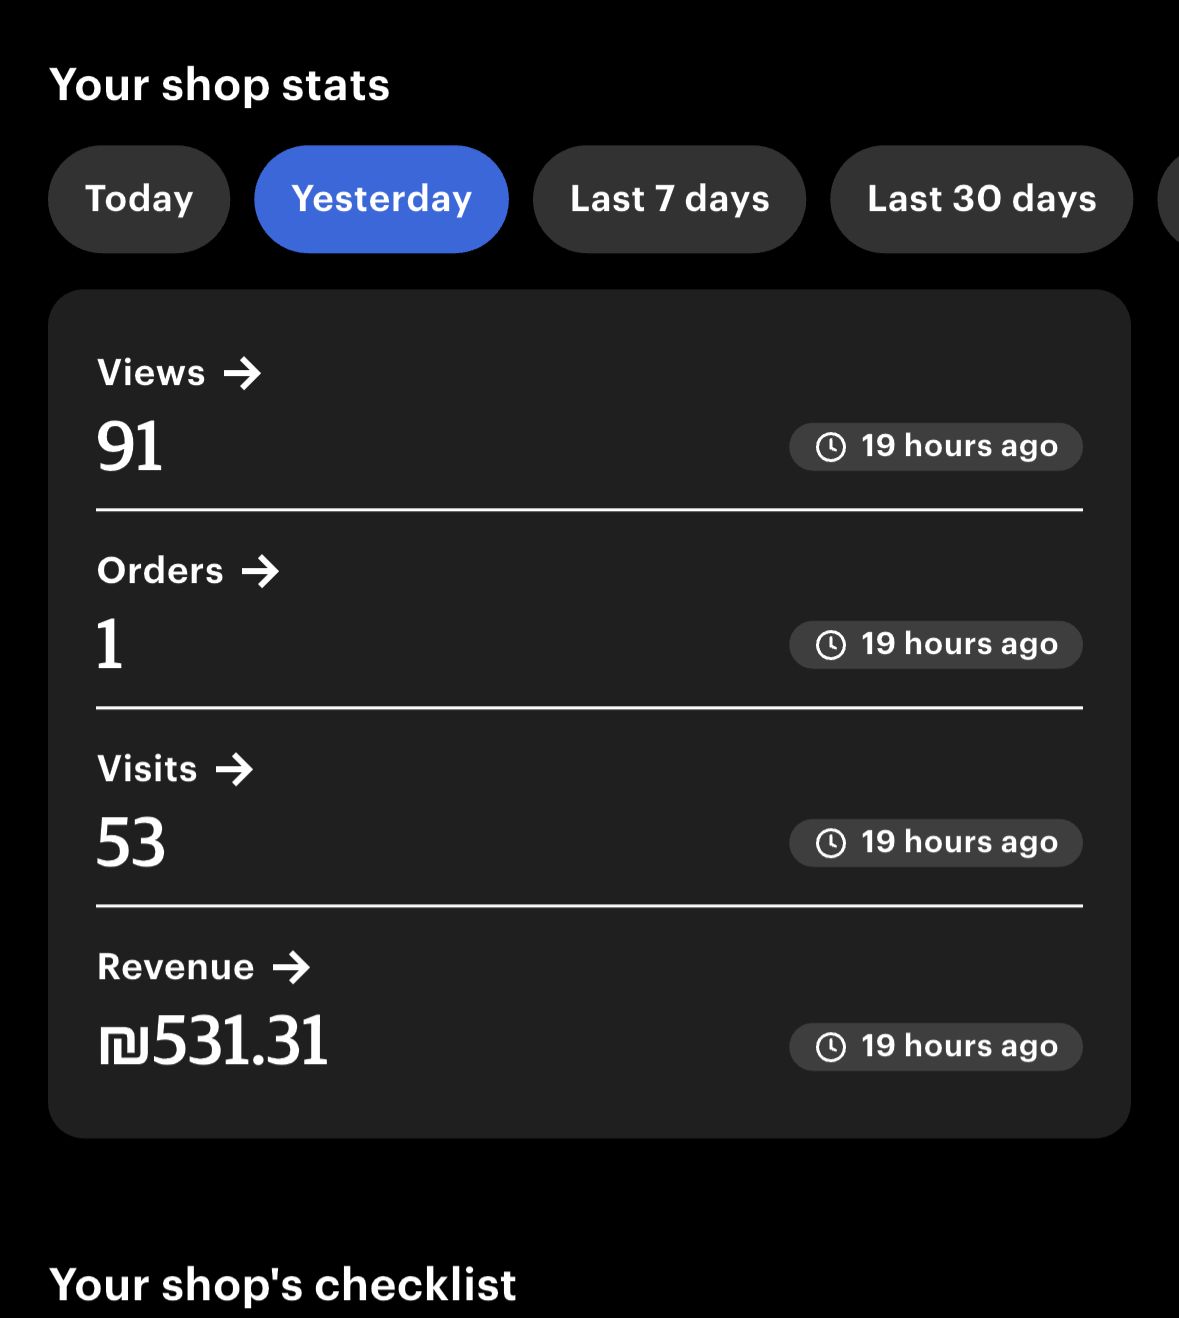 Your shop stats
Today Yesterday Last 7 days Last 30 days
Views →
91 19 hours ago
Orders →
1 19 hours ago
Visits →
53 19 hours ago
Revenue →
₪531.31 19 hours ago
Your shop's checklist